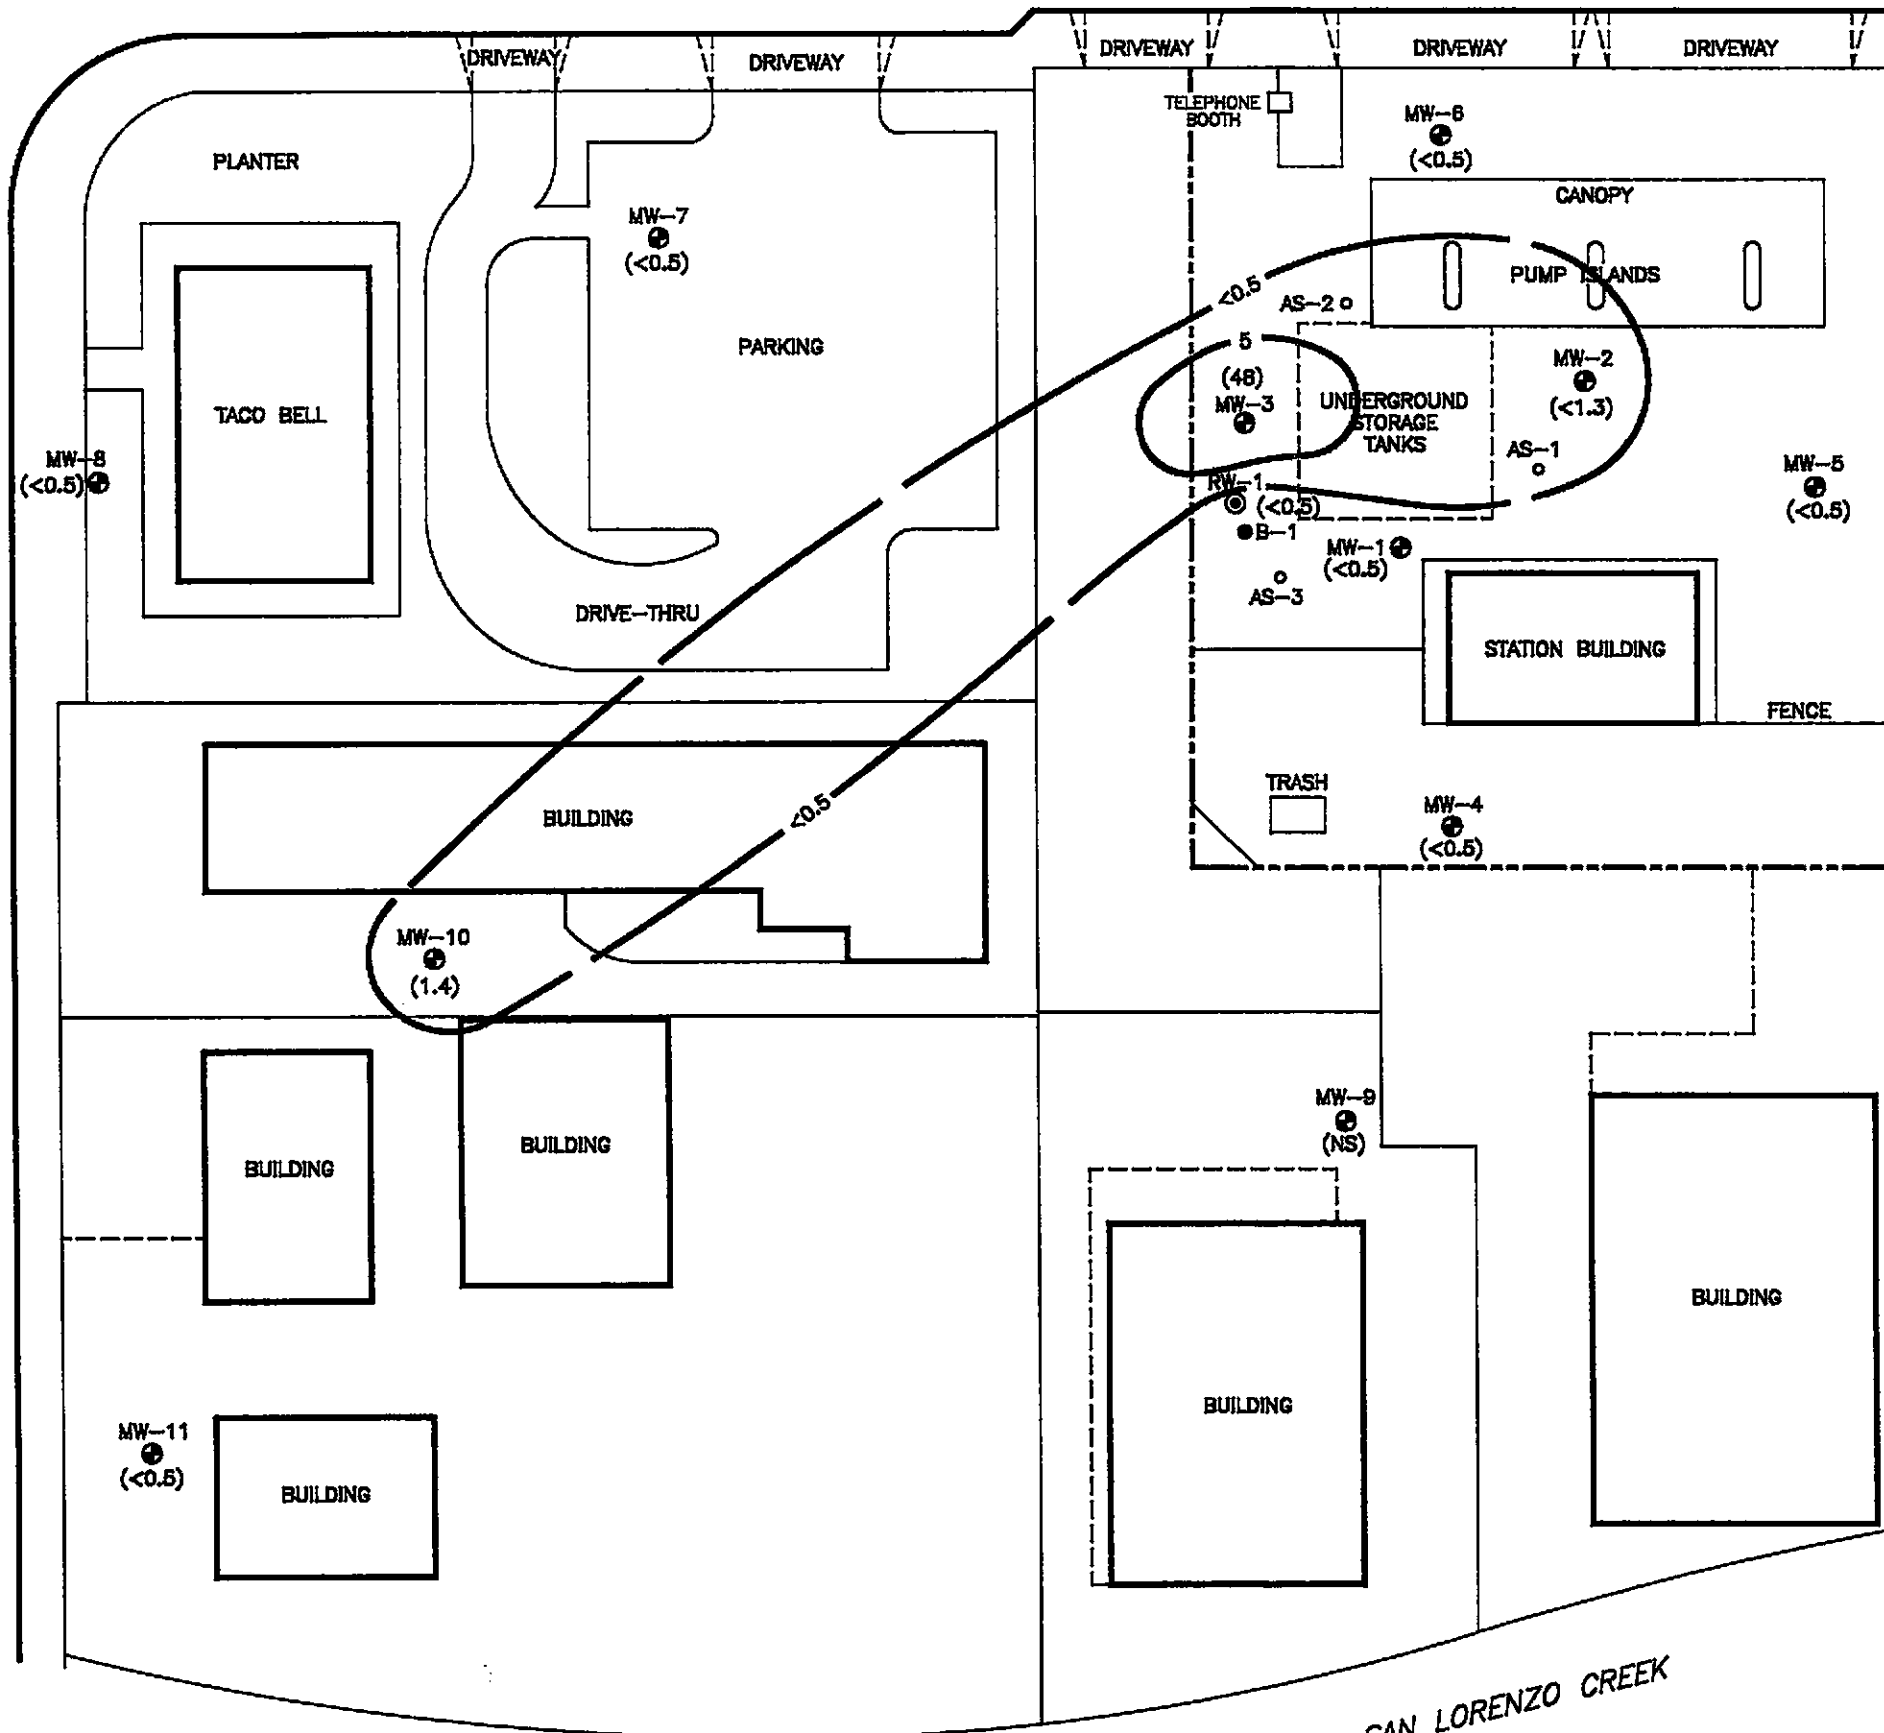 DRIVEWAY
DRIVEWAY
DRIVEWAY
DRIVEWAY
DRIVEWAY
TELEPHONE
BOOTH
MW-6
(<0.5)
PLANTER
CANOPY
MW-7
(<0.5)
PUMP ISLANDS
<0.5
AS-2
PARKING
5
(48)
MW-3
UNDERGROUND
STORAGE
TANKS
MW-2
(<1.3)
TACO BELL
AS-1
MW-8
(<0.5)
MW-5
(<0.5)
RW-1
(<0.5)
B-1
MW-1
(<0.5)
AS-3
DRIVE-THRU
STATION BUILDING
FENCE
TRASH
<0.5
BUILDING
MW-4
(<0.5)
MW-10
(1.4)
MW-9
(NS)
BUILDING
BUILDING
BUILDING
BUILDING
MW-11
(<0.5)
BUILDING
SAN LORENZO CREEK